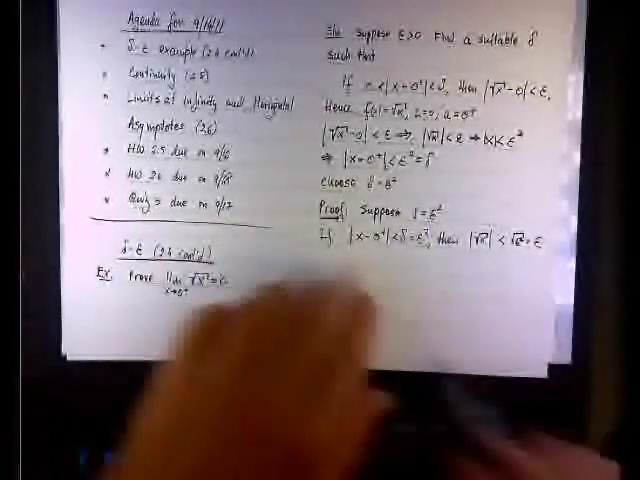 Agenda for 9/14/11
δ-ε example (2.4 cont'd)
Continuity (2.5)
Limits at infinity and Horizontal
Asymptotes (2.6)
HW 2.5 due on 9/16
HW 2.6 due on 9/18
Quiz 3 due on 9/17
δ-ε (2.4 cont'd)
Ex. Prove lim √x = 0
x→0⁺
Suppose ε>0 Find a suitable δ
such that
If 0<|x-0⁺|<δ, then |√x-0|<ε,
Hence f(x)=√x, L=0, a=0⁺
|√x-0|<ε ⇒ |√x|<ε ⇒ |x|<ε²
⇒ |x-0⁺|<ε²=δ
choose δ=ε²
Proof: Suppose δ=ε²
If |x-0⁺|<δ=ε², then |√x| < √ε² = ε